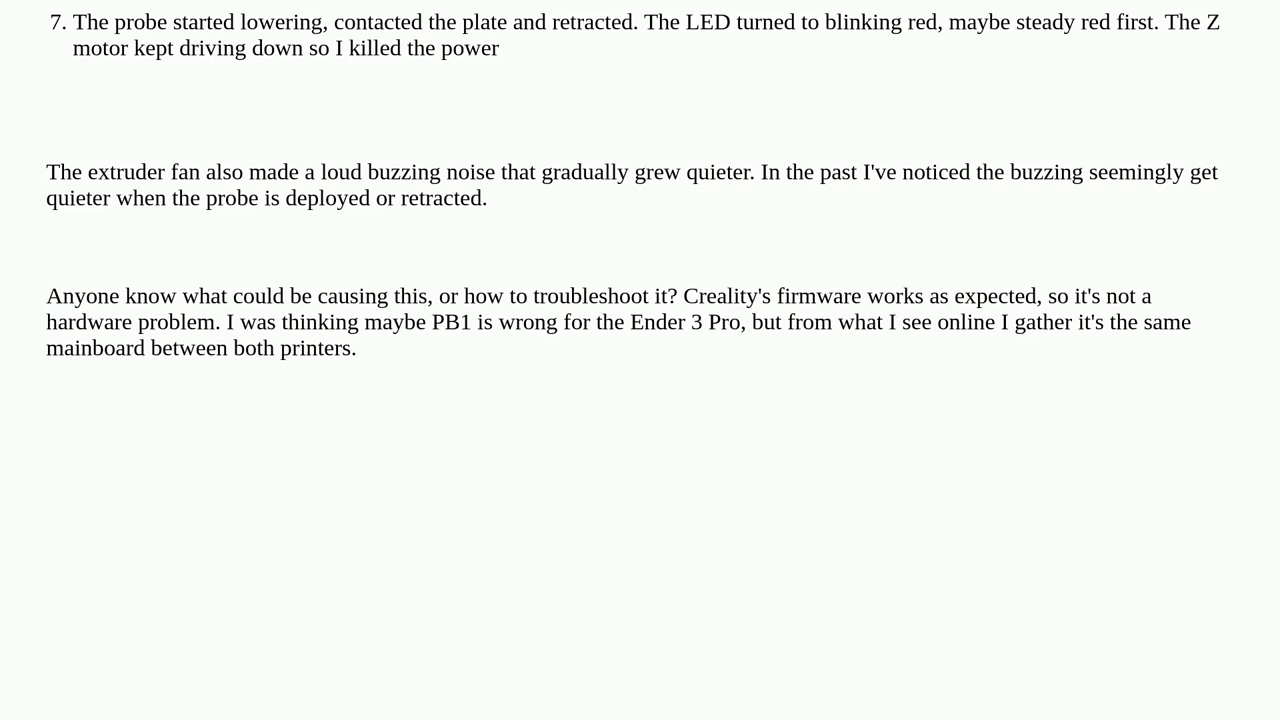 7. The probe started lowering, contacted the plate and retracted. The LED turned to blinking red, maybe steady red first. The Z
motor kept driving down so I killed the power
The extruder fan also made a loud buzzing noise that gradually grew quieter. In the past I've noticed the buzzing seemingly get
quieter when the probe is deployed or retracted.
Anyone know what could be causing this, or how to troubleshoot it? Creality's firmware works as expected, so it's not a
hardware problem. I was thinking maybe PB1 is wrong for the Ender 3 Pro, but from what I see online I gather it's the same
mainboard between both printers.